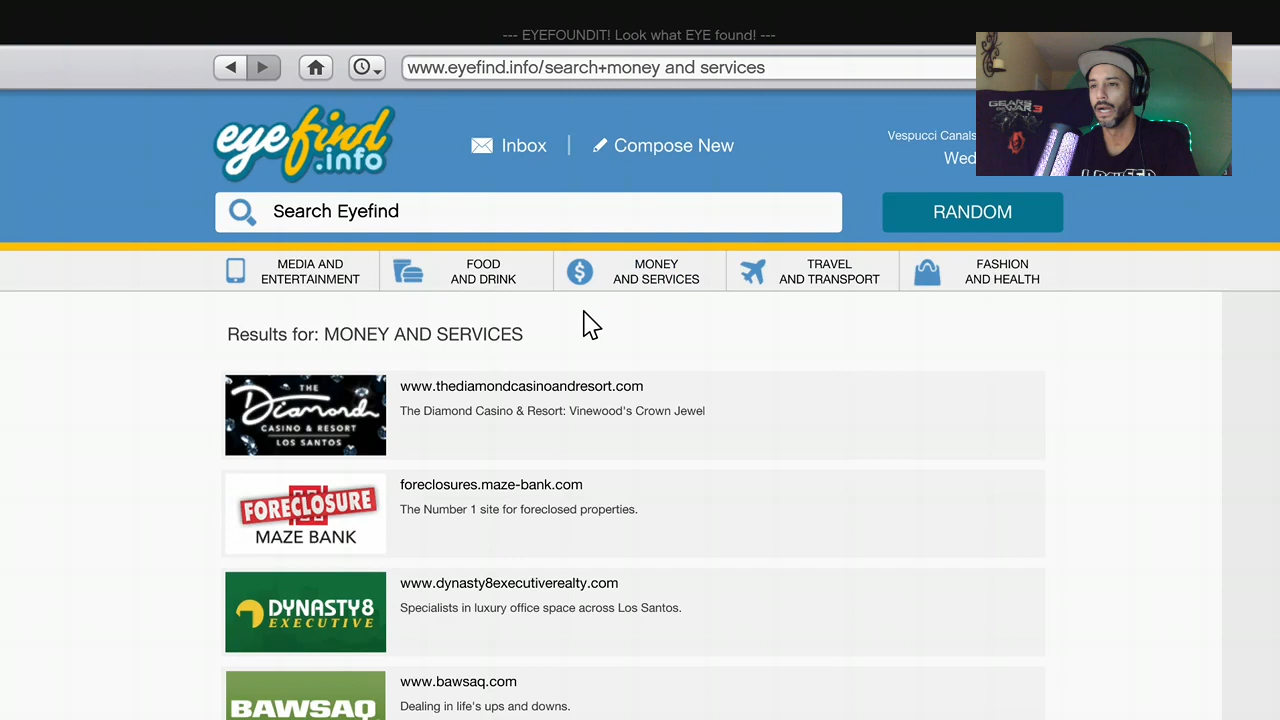 --- EYEFOUNDIT! Look what EYE found! ---
www.eyefind.info/search+money and services
eyefind
.info
Inbox
Compose New
Vespucci Canals
Wed
GEARS
OF WAR 3
Search Eyefind
RANDOM
MEDIA AND
ENTERTAINMENT
FOOD
AND DRINK
MONEY
AND SERVICES
TRAVEL
AND TRANSPORT
FASHION
AND HEALTH
Results for: MONEY AND SERVICES
THE
Diamond
CASINO & RESORT
LOS SANTOS
www.thediamondcasinoandresort.com
The Diamond Casino & Resort: Vinewood's Crown Jewel
FORECLOSURE
MAZE BANK
foreclosures.maze-bank.com
The Number 1 site for foreclosed properties.
DYNASTY8
EXECUTIVE
www.dynasty8executiverealty.com
Specialists in luxury office space across Los Santos.
BAWSAQ
www.bawsaq.com
Dealing in life's ups and downs.